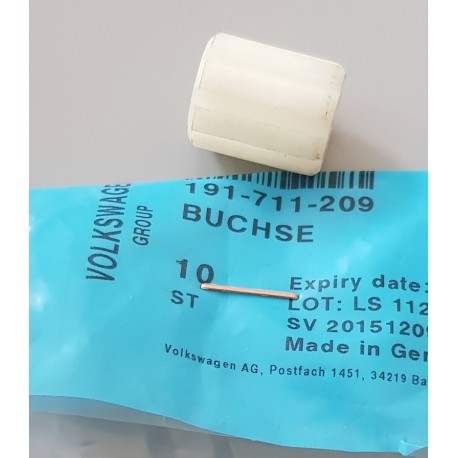 VOLKSWAGEN
GROUP
191-711-209
BUCHSE
10
ST
Expiry date:
LOT: LS 112
SV 20151209
Made in Ger
Volkswagen AG, Postfach 1451, 34219 Ba